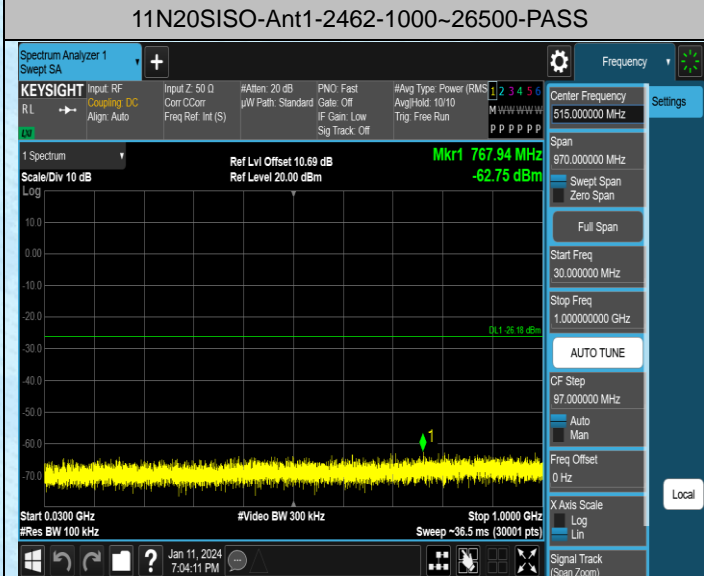 11N20SISO-Ant1-2462-1000~26500-PASS
Spectrum Analyzer 1
Swept SA
+
Frequency
KEYSIGHT
RL
LXI
Input: RF
Coupling: DC
Align: Auto
Input Z: 50 Ω
Corr CCorr
Freq Ref: Int (S)
#Atten: 20 dB
µW Path: Standard
PNO: Fast
Gate: Off
IF Gain: Low
Sig Track: Off
#Avg Type: Power (RMS
Avg|Hold: 10/10
Trig: Free Run
1 2 3 4 5 6
M W W W W W
P P P P P P
1 Spectrum
Scale/Div 10 dB
Log
Ref Lvl Offset 10.69 dB
Ref Level 20.00 dBm
Mkr1 767.94 MHz
-62.75 dBm
10.0
0.00
-20.0
DL1 -26.18 dBm
-30.0
-40.0
-50.0
-60.0
-70.0
1
Start 0.0300 GHz
#Res BW 100 kHz
#Video BW 300 kHz
Stop 1.0000 GHz
Sweep ~36.5 ms (30001 pts)
?
Jan 11, 2024
7:04:11 PM
Center Frequency
515.000000 MHz
Settings
Span
970.000000 MHz
Swept Span
Zero Span
Full Span
Start Freq
30.000000 MHz
Stop Freq
1.000000000 GHz
AUTO TUNE
CF Step
97.000000 MHz
Auto
Man
Freq Offset
0 Hz
Local
X Axis Scale
Log
Lin
Signal Track
(Span Zoom)